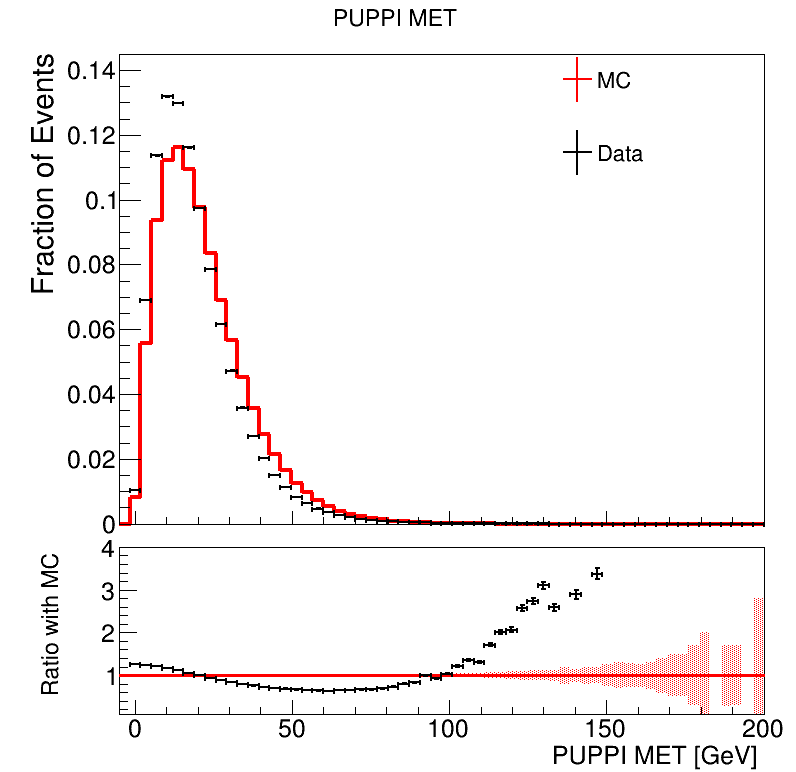 PUPPI MET
Fraction of Events
0.14
0.12
0.1
0.08
0.06
0.04
0.02
0
MC
Data
Ratio with MC
4
3
2
1
0 50 100 150 200
PUPPI MET [GeV]